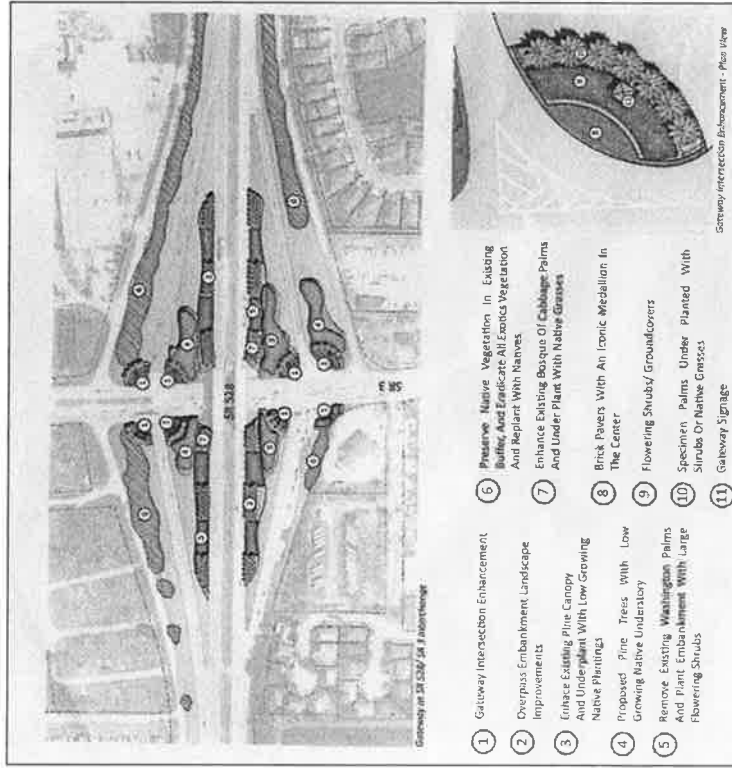 SR 528
E SR
Gateway at SR 528/ SR 3 Interchange
1 Gateway Intersection Enhancement
2 Overpass Embankment Landscape
Improvements
3 Enhace Existing Pine Canopy
And Underplant With Low Growing
Native Plantings
4 Proposed Pine Trees With Low
Growing Native Understory
5 Remove Existing Washington Palms
And Plant Embankment With Large
Flowering Shrubs
6 Preserve Native Vegetation In Existing
Buffer, And Eradicate All Exotics Vegetation
And Replant With Natives
7 Enhance Existing Bosque Of Cabbage Palms
And Under Plant With Native Grasses
8 Brick Pavers With An Iconic Medallion In
The Center
9 Flowering Shrubs/ Groundcovers
10 Specimen Palms Under Planted With
Shrubs Or Native Grasses
11 Gateway Signage
Gateway Intersection Enhancement - Plan View